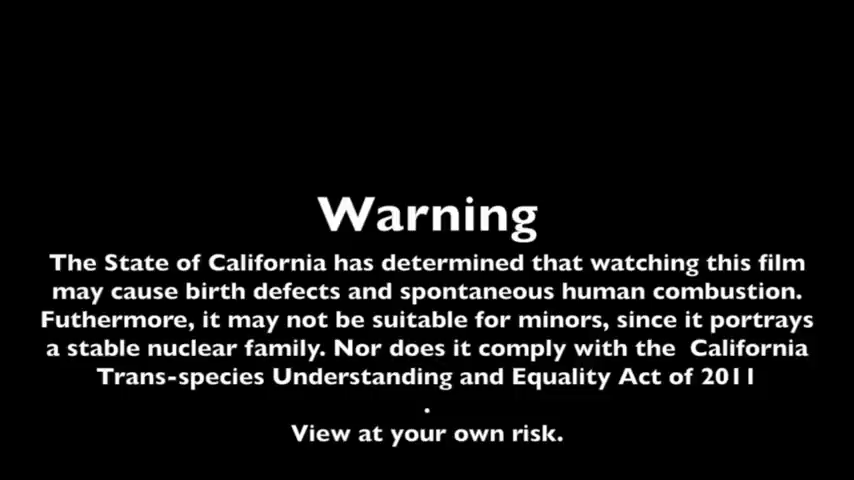 Warning
The State of California has determined that watching this film
may cause birth defects and spontaneous human combustion.
Futhermore, it may not be suitable for minors, since it portrays
a stable nuclear family. Nor does it comply with the  California
Trans-species Understanding and Equality Act of 2011
.
View at your own risk.